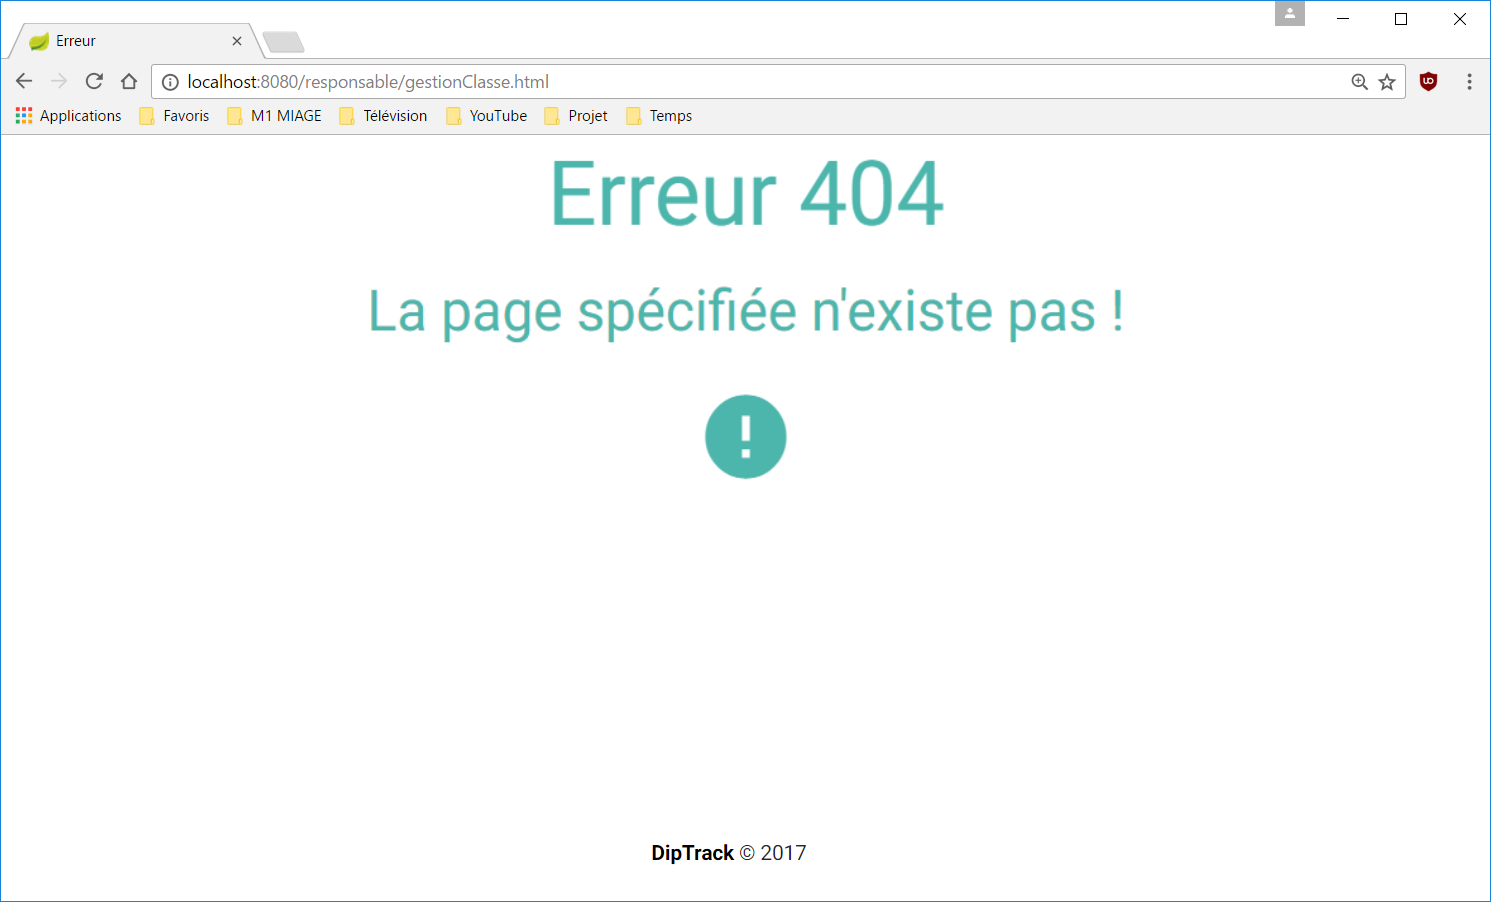 Erreur
localhost:8080/responsable/gestionClasse.html
Applications Favoris M1 MIAGE Télévision YouTube Projet Temps
Erreur 404
La page spécifiée n'existe pas !
DipTrack © 2017